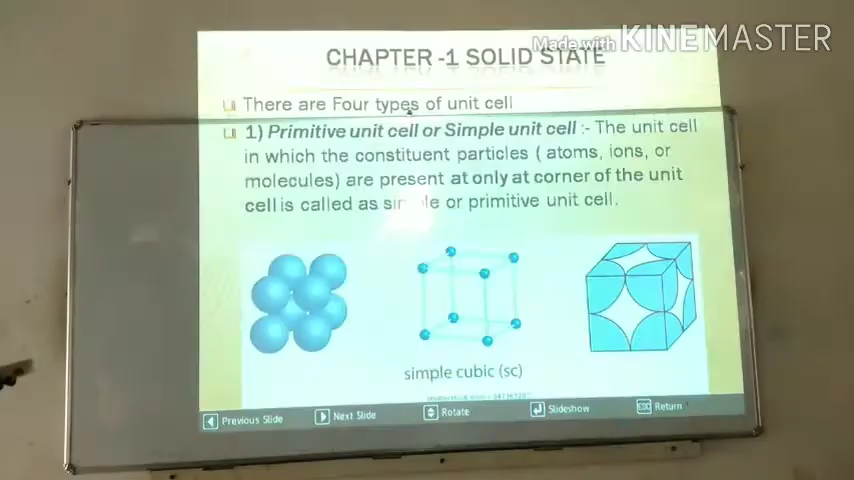 Made with KINEMASTER
CHAPTER -1 SOLID STATE
There are Four types of unit cell
1) Primitive unit cell or Simple unit cell :- The unit cell
in which the constituent particles ( atoms, ions, or
molecules) are present at only at corner of the unit
cell is called as simple or primitive unit cell.
simple cubic (sc)
Previous Slide Next Slide Rotate Slideshow ESC Return